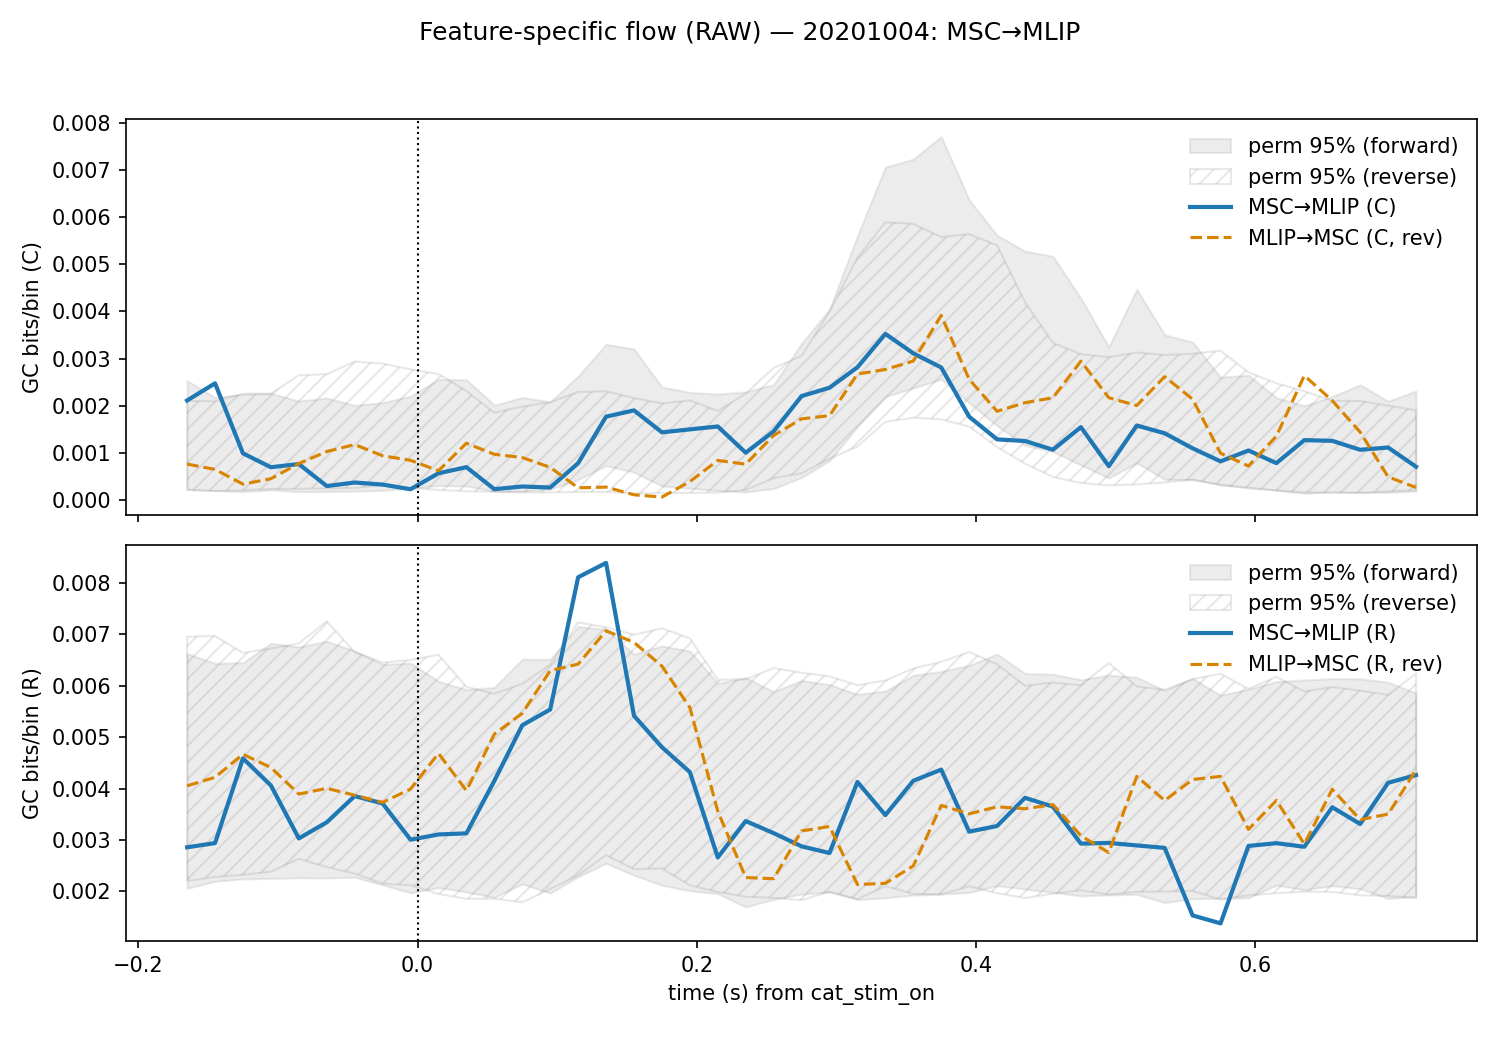 Feature-specific flow (RAW) — 20201004: MSC→MLIP
GC bits/bin (C)
0.008
0.007
0.006
0.005
0.004
0.003
0.002
0.001
0.000
perm 95% (forward)
perm 95% (reverse)
MSC→MLIP (C)
MLIP→MSC (C, rev)
GC bits/bin (R)
0.008
0.007
0.006
0.005
0.004
0.003
0.002
perm 95% (forward)
perm 95% (reverse)
MSC→MLIP (R)
MLIP→MSC (R, rev)
−0.2
0.0
0.2
0.4
0.6
time (s) from cat_stim_on